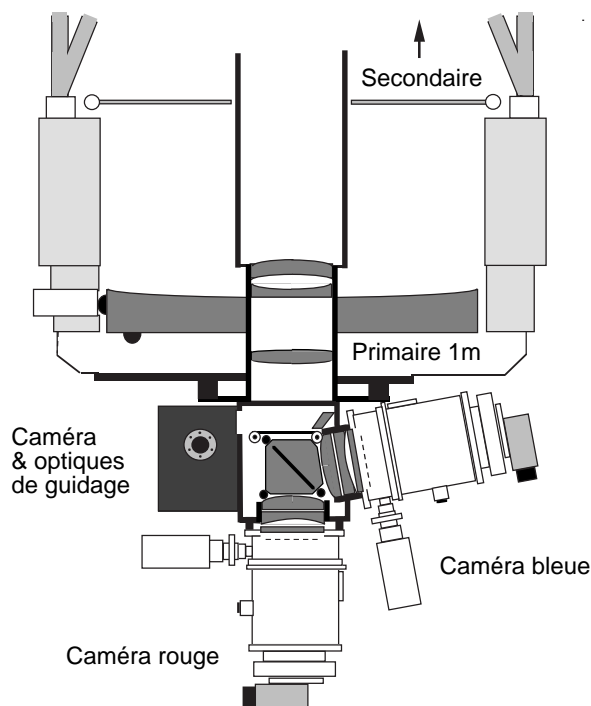 Secondaire
Primaire 1m
Caméra
& optiques
de guidage
Caméra bleue
Caméra rouge